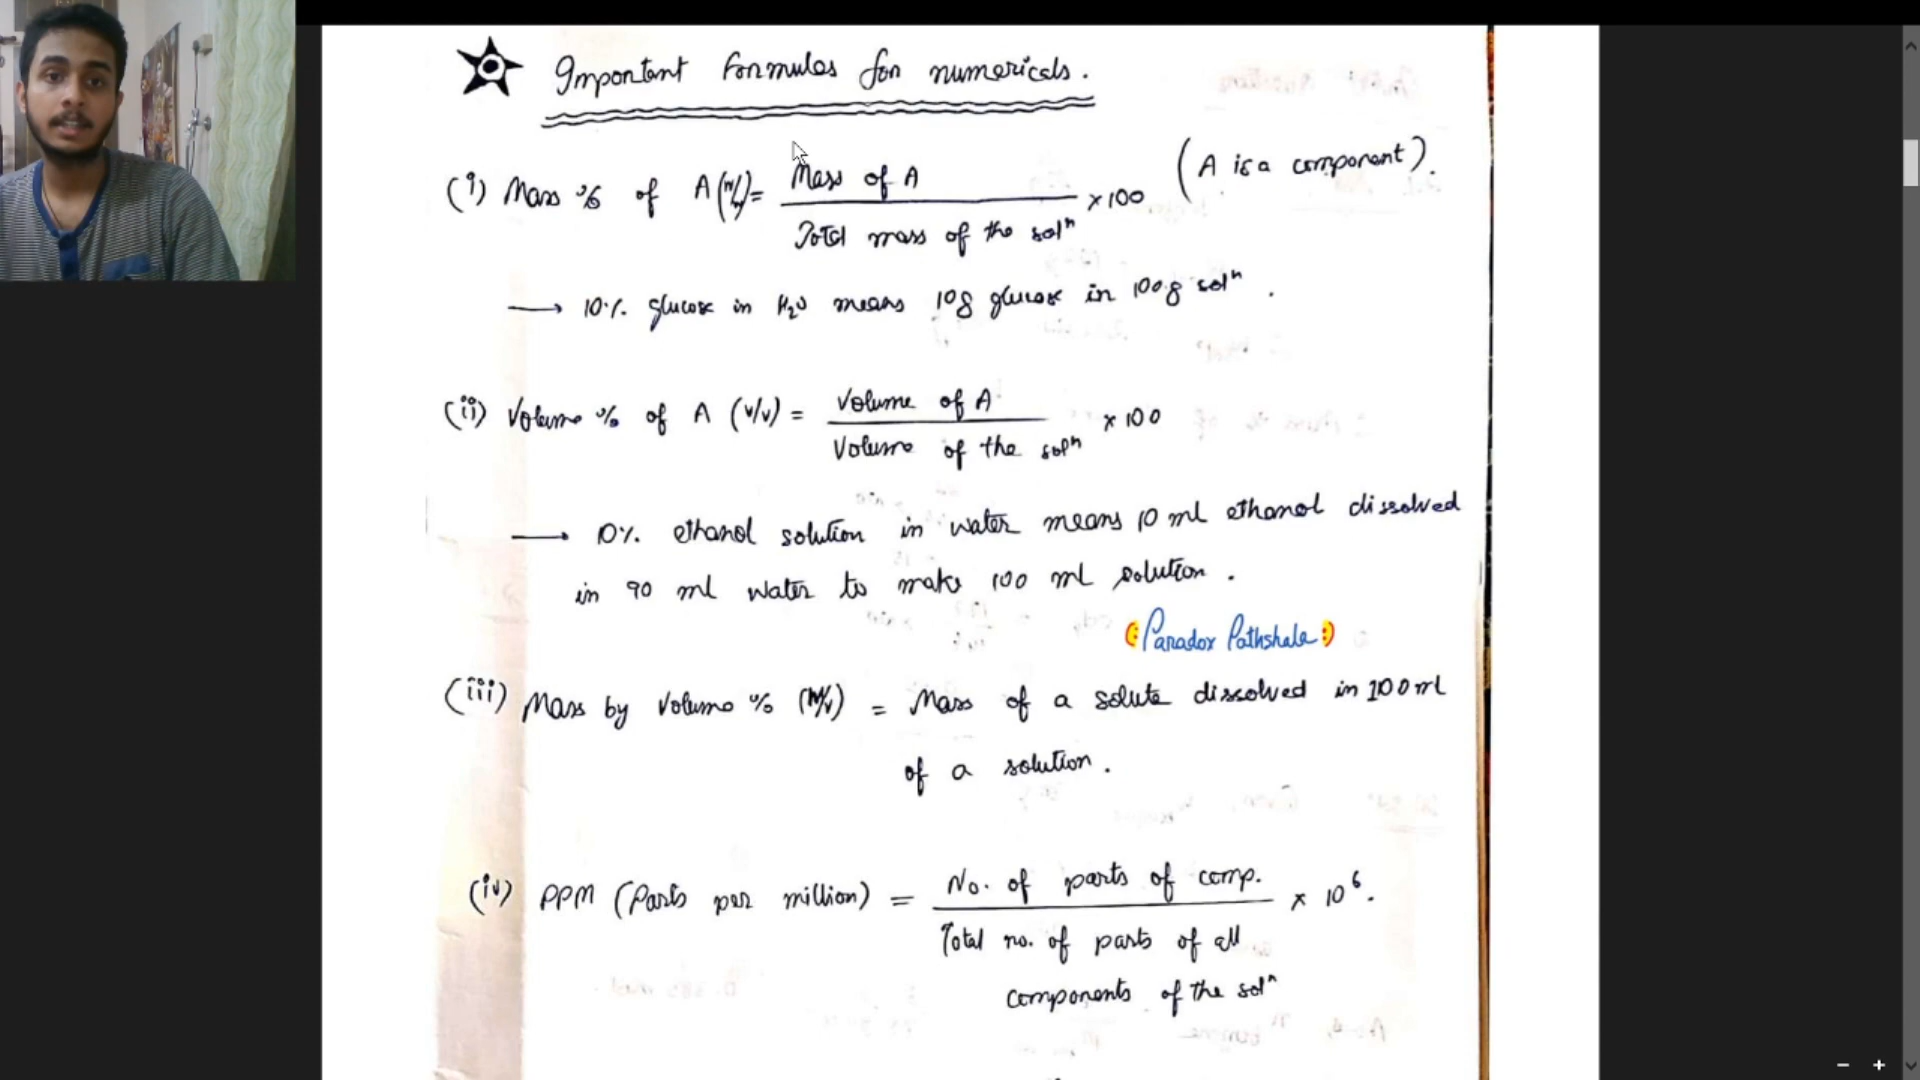 Important Formulas for numericals.
(i) Mass % of A (m/m) = Mass of A / Total mass of the solⁿ × 100 (A is a component).
→ 10% glucose in H₂O means 10g glucose in 100g solⁿ.
(ii) Volume % of A (v/v) = Volume of A / Volume of the solⁿ × 100
→ 10% ethanol solution in water means 10 ml ethanol dissolved
in 90 ml water to make 100 ml solution.
Paradox Pathshala
(iii) Mass by Volume % (m/v) = Mass of a solute dissolved in 100 ml
of a solution.
(iv) PPM (Parts per million) = No. of parts of comp. / Total no. of parts of all
components of the solⁿ × 10⁶.